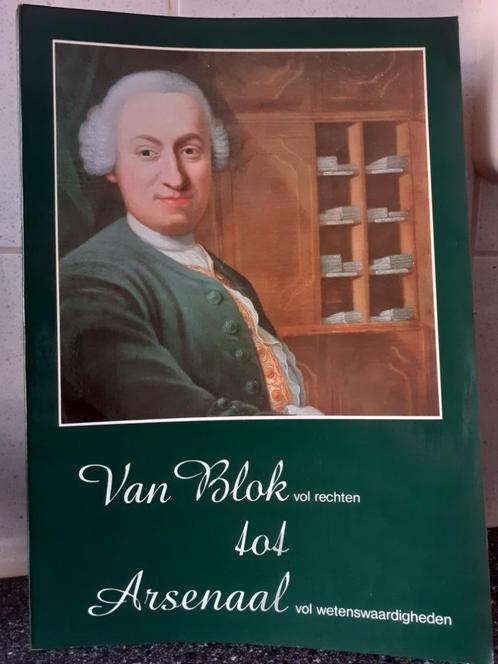 Van Blok vol rechten
tot
Arsenaal vol wetenswaardigheden